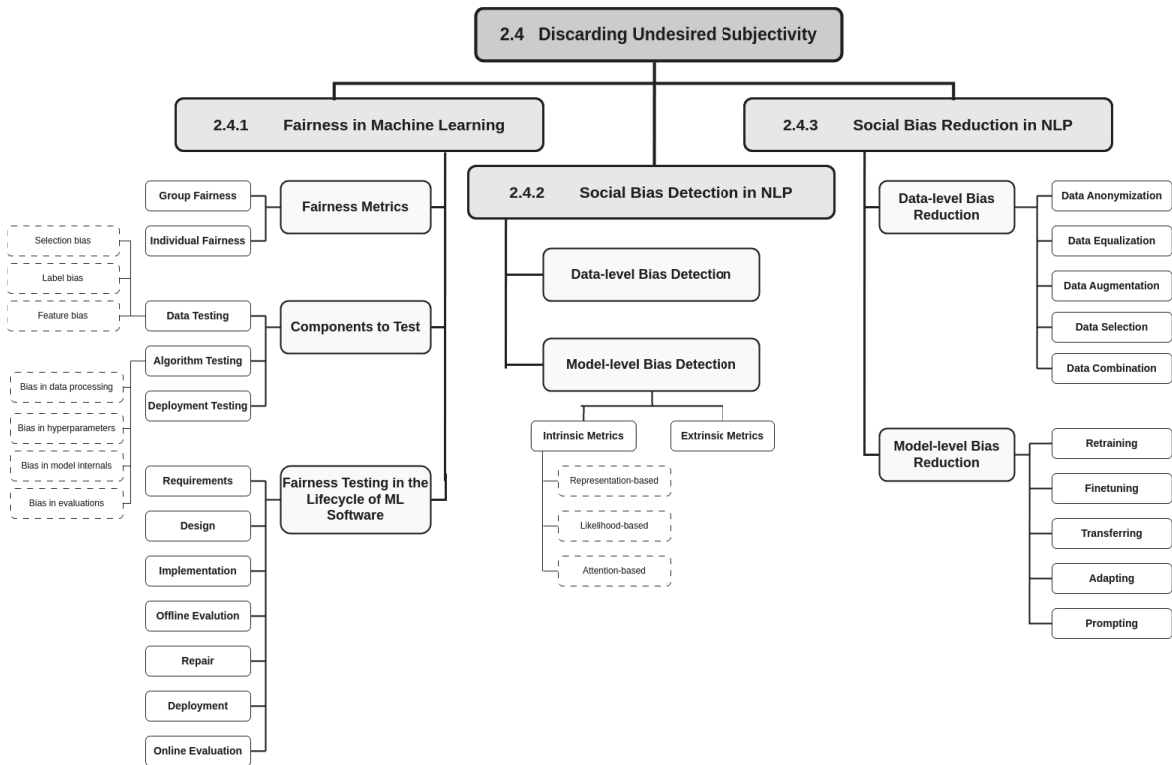 2.4 Discarding Undesired Subjectivity
2.4.1 Fairness in Machine Learning
Fairness Metrics
Group Fairness
Individual Fairness
Components to Test
Data Testing
Selection bias
Label bias
Feature bias
Algorithm Testing
Bias in data processing
Bias in hyperparameters
Bias in model internals
Bias in evaluations
Deployment Testing
Fairness Testing in the
Lifecycle of ML
Software
Requirements
Design
Implementation
Offline Evalution
Repair
Deployment
Online Evaluation
2.4.2 Social Bias Detection in NLP
Data-level Bias Detection
Model-level Bias Detection
Intrinsic Metrics
Representation-based
Likelihood-based
Attention-based
Extrinsic Metrics
2.4.3 Social Bias Reduction in NLP
Data-level Bias
Reduction
Data Anonymization
Data Equalization
Data Augmentation
Data Selection
Data Combination
Model-level Bias
Reduction
Retraining
Finetuning
Transferring
Adapting
Prompting